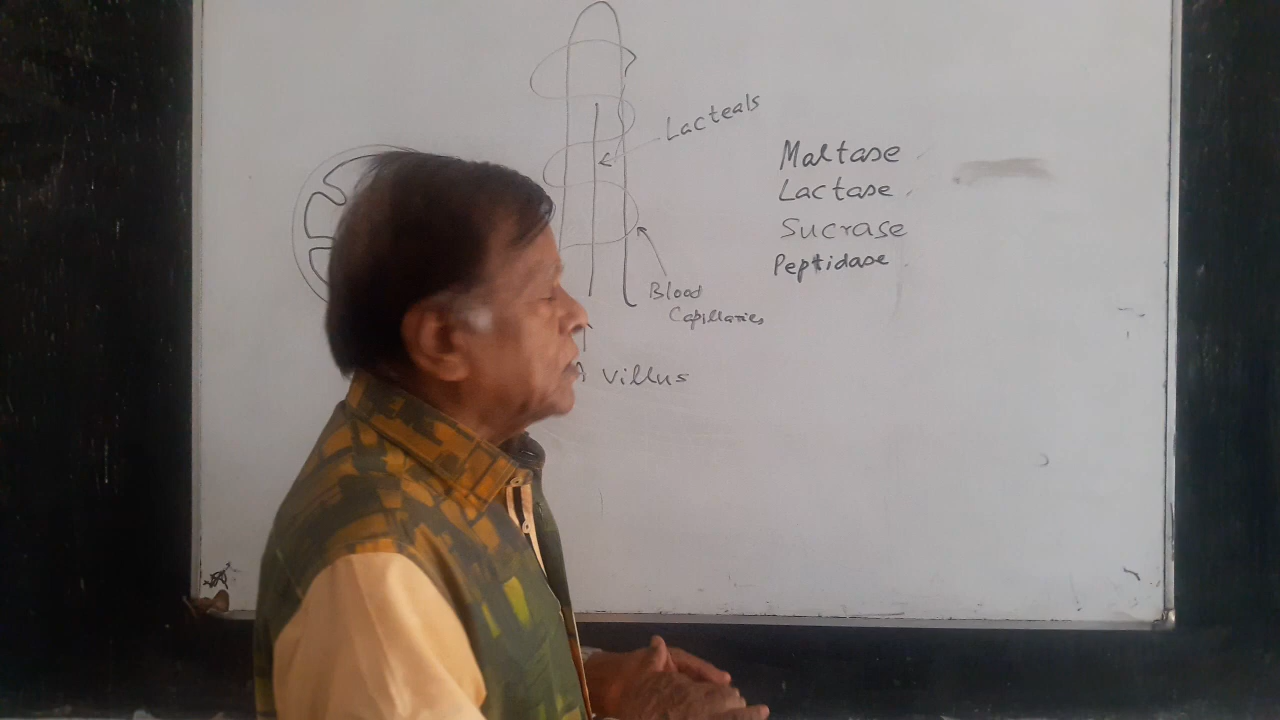 Lacteals
Blood
Capillaries
A Villus
Maltase
Lactase
Sucrase
Peptidase